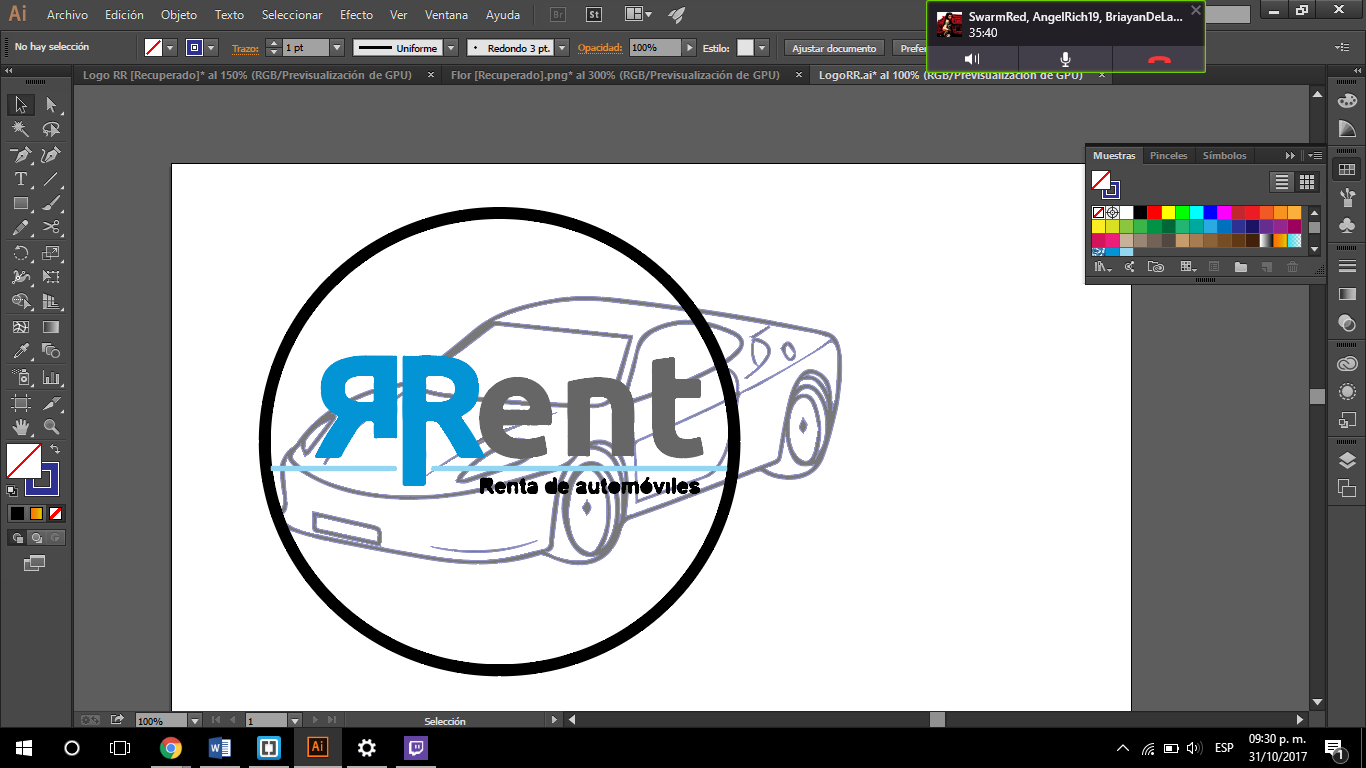 Ai Archivo Edición Objeto Texto Seleccionar Efecto Ver Ventana Ayuda Br St
SwarmRed, AngelRich19, BriayanDeLa...
35:40
No hay selección Trazo: 1 pt Uniforme Redondo 3 pt. Opacidad: 100% Estilo: Ajustar documento Prefer
Logo RR [Recuperado]* al 150% (RGB/Previsualización de GPU) Flor [Recuperado].png* al 300% (RGB/Previsualización de GPU) LogoRR.ai* al 100% (RGB/Previsualización de GPU)
Muestras Pinceles Símbolos
RRent
Renta de automóviles
100% 1 Selección
ESP 09:30 p. m.
31/10/2017 1